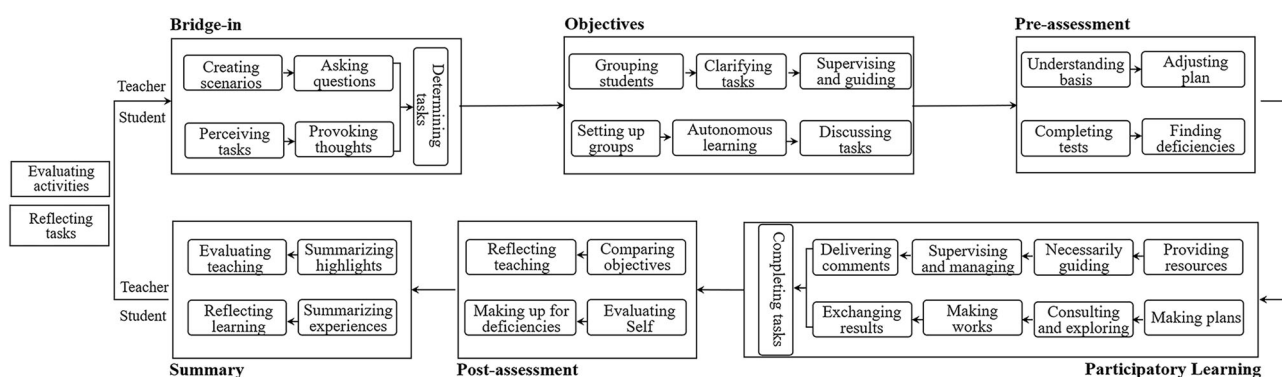 Bridge-in
Objectives
Pre-assessment
Teacher
Student
Creating
scenarios
Asking
questions
Perceiving
tasks
Provoking
thoughts
Determining
tasks
Grouping
students
Clarifying
tasks
Supervising
and guiding
Setting up
groups
Autonomous
learning
Discussing
tasks
Understanding
basis
Adjusting
plan
Completing
tests
Finding
deficiencies
Evaluating
activities
Reflecting
tasks
Teacher
Student
Evaluating
teaching
Summarizing
highlights
Reflecting
learning
Summarizing
experiences
Reflecting
teaching
Comparing
objectives
Making up for
deficiencies
Evaluating
Self
Completing tasks
Delivering
comments
Supervising
and managing
Necessarily
guiding
Providing
resources
Exchanging
results
Making
works
Consulting
and exploring
Making plans
Summary
Post-assessment
Participatory Learning